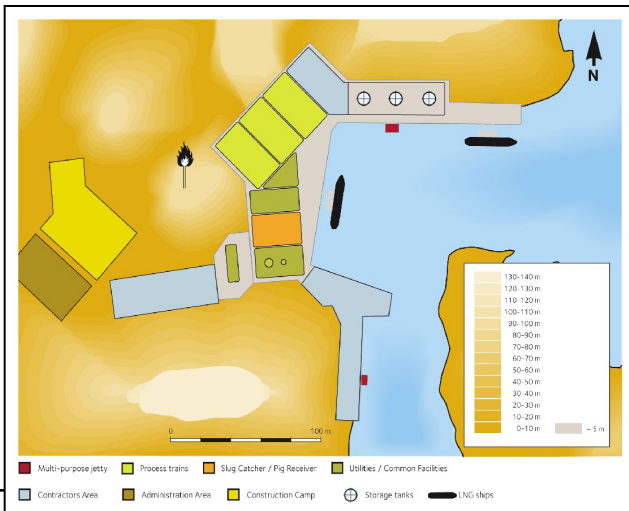 N
130-140 m
120-130 m
110-120 m
100-110 m
90-100 m
80-90 m
70-80 m
60-70 m
50-60 m
40-50 m
30-40 m
20-30 m
10-20 m
0-10 m
+ 5 m
0 100 m
Multi-purpose jetty Process trains Slug Catcher / Pig Receiver Utilities / Common Facilities
Contractors Area Administration Area Construction Camp Storage tanks LNG ships